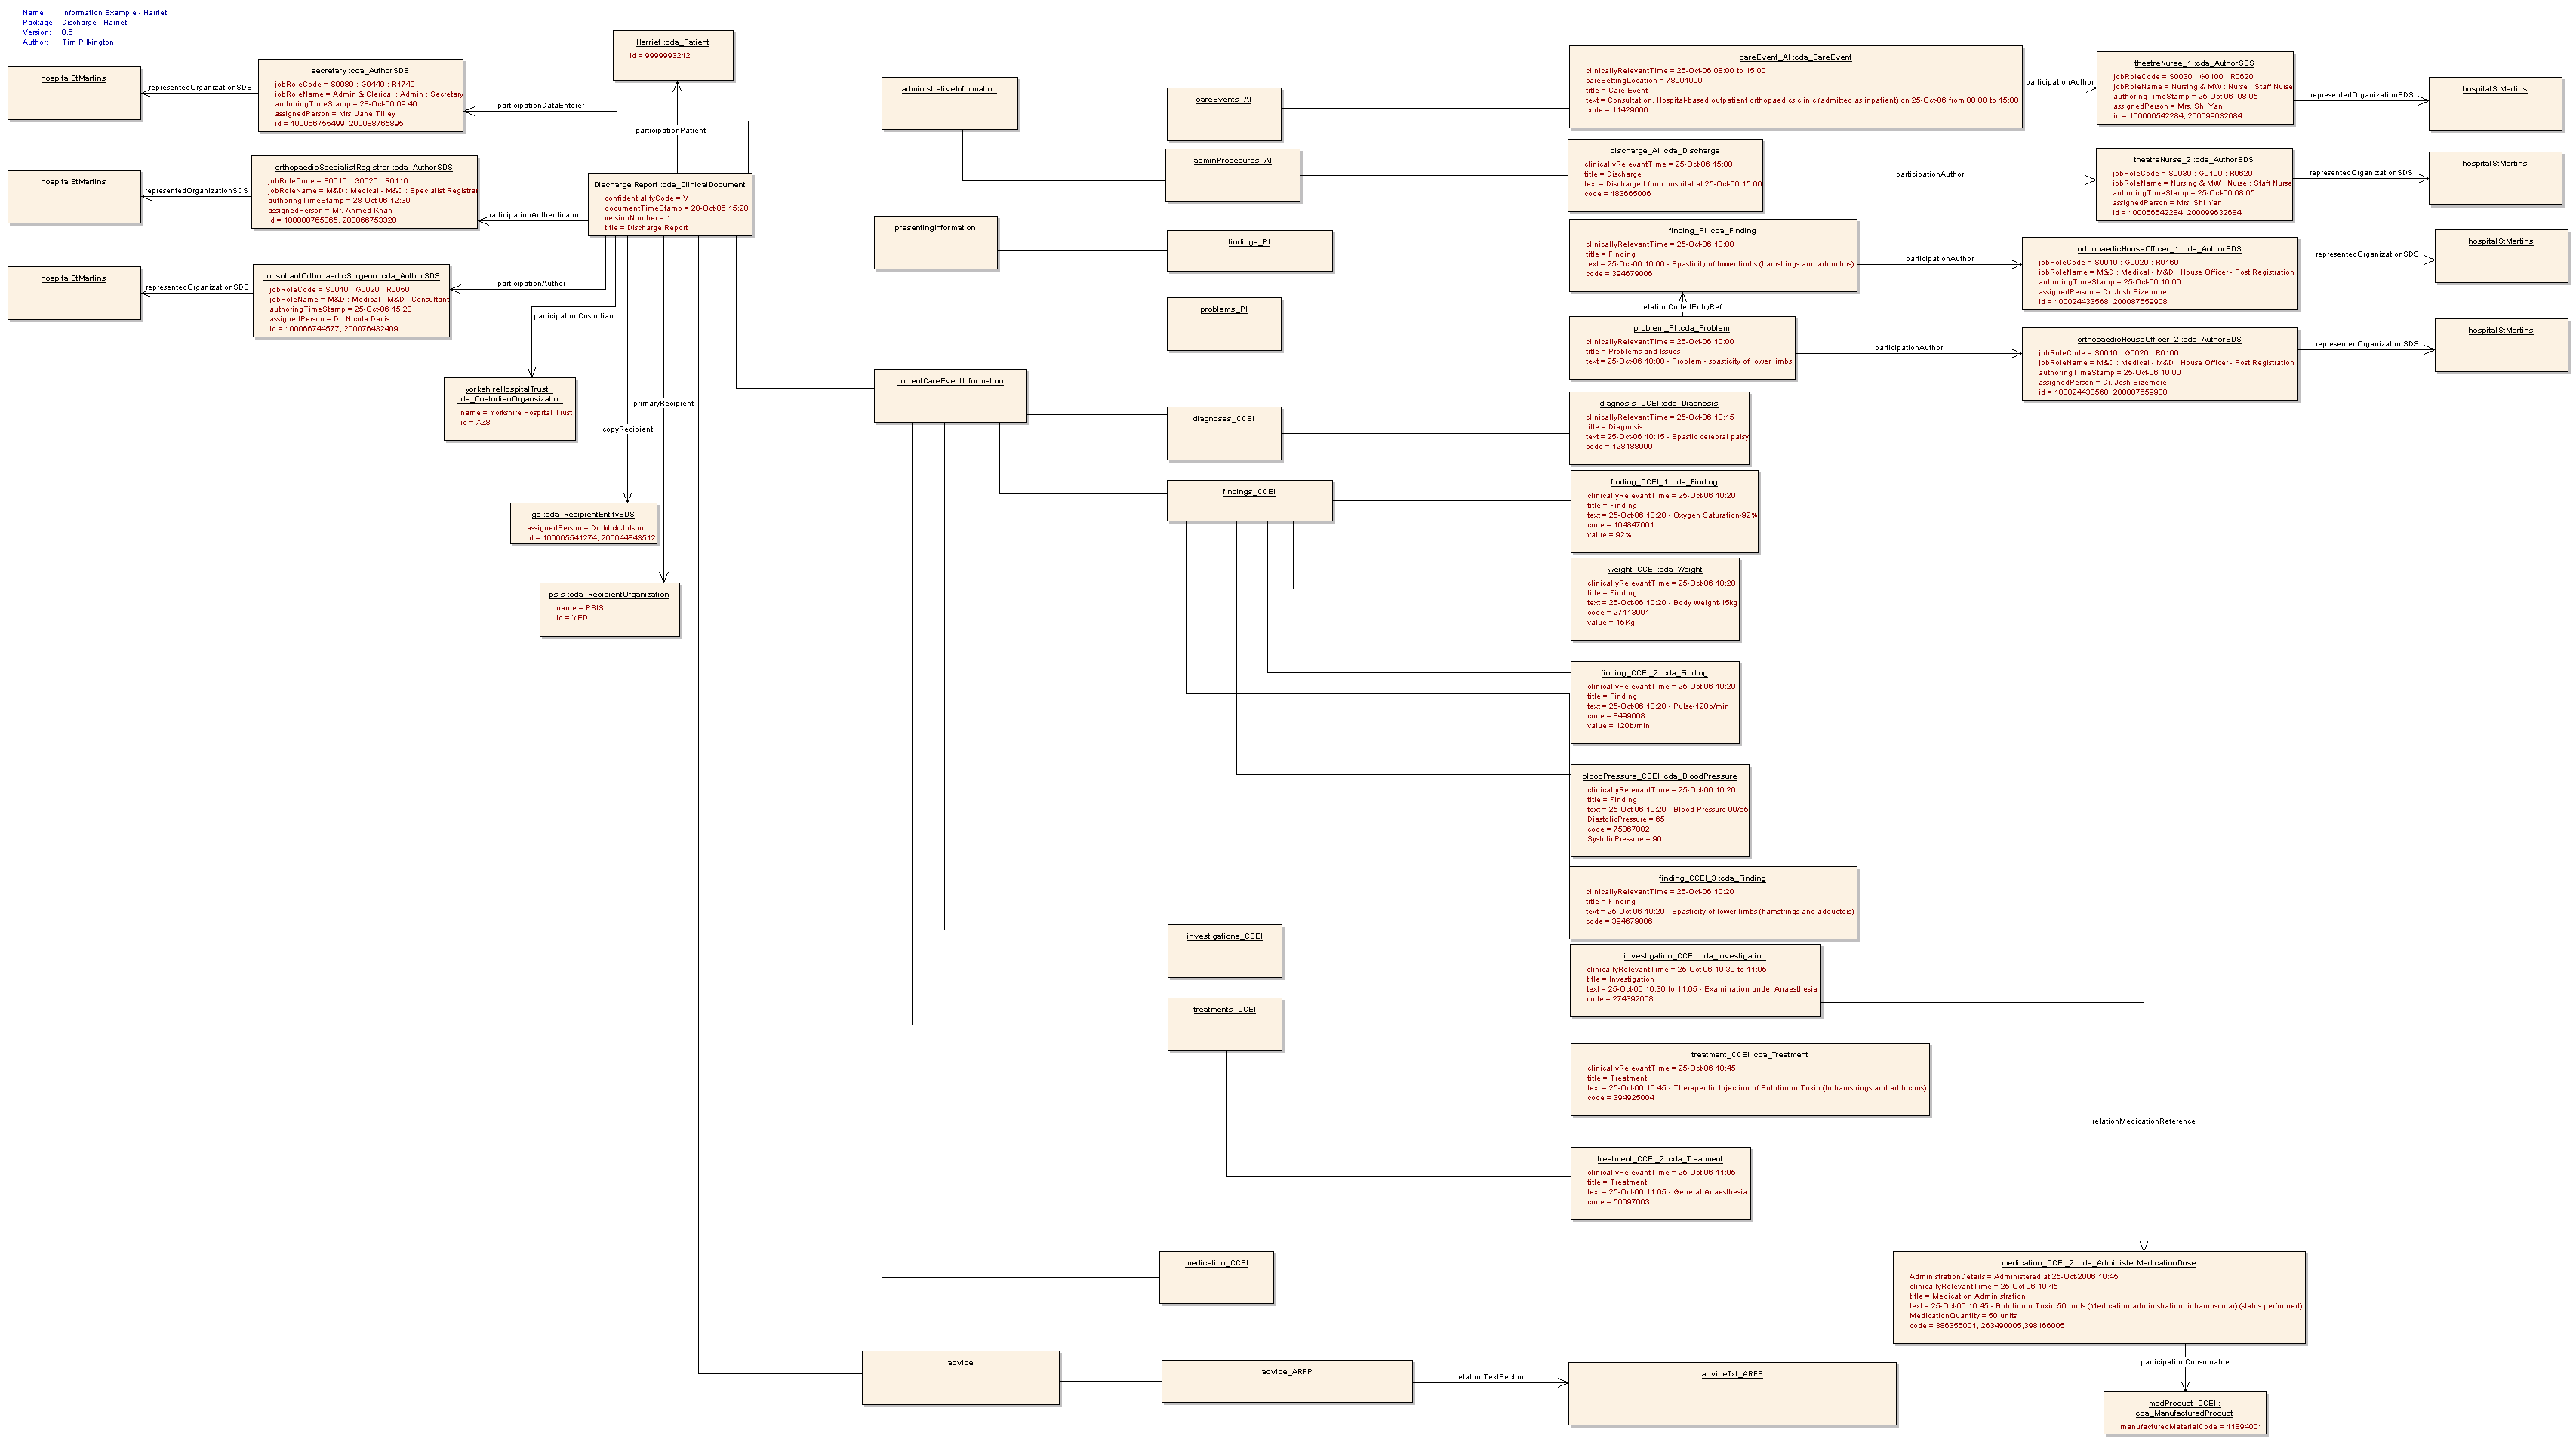 Name: Information Example - Harriet
Package: Discharge - Harriet
Version: 0.6
Author: Tim Pilkington
hospitalStMartins
secretary :cda_AuthorSDS
jobRoleCode = S0080 : G0440 : R1740
jobRoleName = Admin & Clerical : Admin : Secretary
authoringTimeStamp = 28-Oct-06 09:40
assignedPerson = Mrs. Jane Tilley
id = 100066755499, 200088765895
representedOrganizationSDS
participationDataEnterer
Harriet :cda_Patient
id = 9999993212
participationPatient
hospitalStMartins
orthopaedicSpecialistRegistrar :cda_AuthorSDS
jobRoleCode = S0010 : G0020 : R0110
jobRoleName = M&D : Medical - M&D : Specialist Registrar
authoringTimeStamp = 28-Oct-06 12:30
assignedPerson = Mr. Ahmed Khan
id = 100088765865, 200066753320
representedOrganizationSDS
participationAuthenticator
Discharge Report :cda_ClinicalDocument
confidentialityCode = V
documentTimeStamp = 28-Oct-06 15:20
versionNumber = 1
title = Discharge Report
hospitalStMartins
consultantOrthopaedicSurgeon :cda_AuthorSDS
jobRoleCode = S0010 : G0020 : R0050
jobRoleName = M&D : Medical - M&D : Consultant
authoringTimeStamp = 25-Oct-06 15:20
assignedPerson = Dr. Nicola Davis
id = 100066744577, 200076432409
representedOrganizationSDS
participationAuthor
participationCustodian
yorkshireHospitalTrust :
cda_CustodianOrgansization
name = Yorkshire Hospital Trust
id = XZ8
primaryRecipient
copyRecipient
gp :cda_RecipientEntitySDS
assignedPerson = Dr. Mick Jolson
id = 100065541274, 200044843512
psis :cda_RecipientOrganization
name = PSIS
id = YED
administrativeInformation
careEvents_AI
careEvent_AI :cda_CareEvent
clinicallyRelevantTime = 25-Oct-06 08:00 to 15:00
careSettingLocation = 78001009
title = Care Event
text = Consultation, Hospital-based outpatient orthopaedics clinic (admitted as inpatient) on 25-Oct-06 from 08:00 to 15:00
code = 11429006
participationAuthor
theatreNurse_1 :cda_AuthorSDS
jobRoleCode = S0030 : G0100 : R0620
jobRoleName = Nursing & MW : Nurse : Staff Nurse
authoringTimeStamp = 25-Oct-06 08:05
assignedPerson = Mrs. Shi Yan
id = 100066542284, 200099632684
representedOrganizationSDS
hospitalStMartins
adminProcedures_AI
discharge_AI :cda_Discharge
clinicallyRelevantTime = 25-Oct-06 15:00
title = Discharge
text = Discharged from hospital at 25-Oct-06 15:00
code = 183665006
participationAuthor
theatreNurse_2 :cda_AuthorSDS
jobRoleCode = S0030 : G0100 : R0620
jobRoleName = Nursing & MW : Nurse : Staff Nurse
authoringTimeStamp = 25-Oct-06 08:05
assignedPerson = Mrs. Shi Yan
id = 100066542284, 200099632684
representedOrganizationSDS
hospitalStMartins
presentingInformation
findings_PI
finding_PI :cda_Finding
clinicallyRelevantTime = 25-Oct-06 10:00
title = Finding
text = 25-Oct-06 10:00 - Spasticity of lower limbs (hamstrings and adductors)
code = 394679006
participationAuthor
orthopaedicHouseOfficer_1 :cda_AuthorSDS
jobRoleCode = S0010 : G0020 : R0160
jobRoleName = M&D : Medical - M&D : House Officer - Post Registration
authoringTimeStamp = 25-Oct-06 10:00
assignedPerson = Dr. Josh Sizemore
id = 100024433568, 200087659908
representedOrganizationSDS
hospitalStMartins
problems_PI
relationCodedEntryRef
problem_PI :cda_Problem
clinicallyRelevantTime = 25-Oct-06 10:00
title = Problems and Issues
text = 25-Oct-06 10:00 - Problem - spasticity of lower limbs
participationAuthor
orthopaedicHouseOfficer_2 :cda_AuthorSDS
jobRoleCode = S0010 : G0020 : R0160
jobRoleName = M&D : Medical - M&D : House Officer - Post Registration
authoringTimeStamp = 25-Oct-06 10:00
assignedPerson = Dr. Josh Sizemore
id = 100024433568, 200087659908
representedOrganizationSDS
hospitalStMartins
currentCareEventInformation
diagnoses_CCEI
diagnosis_CCEI :cda_Diagnosis
clinicallyRelevantTime = 25-Oct-06 10:15
title = Diagnosis
text = 25-Oct-06 10:15 - Spastic cerebral palsy
code = 128188000
findings_CCEI
finding_CCEI_1 :cda_Finding
clinicallyRelevantTime = 25-Oct-06 10:20
title = Finding
text = 25-Oct-06 10:20 - Oxygen Saturation-92%
code = 104847001
value = 92%
weight_CCEI :cda_Weight
clinicallyRelevantTime = 25-Oct-06 10:20
title = Finding
text = 25-Oct-06 10:20 - Body Weight-15kg
code = 27113001
value = 15Kg
finding_CCEI_2 :cda_Finding
clinicallyRelevantTime = 25-Oct-06 10:20
title = Finding
text = 25-Oct-06 10:20 - Pulse-120b/min
code = 8499008
value = 120b/min
bloodPressure_CCEI :cda_BloodPressure
clinicallyRelevantTime = 25-Oct-06 10:20
title = Finding
text = 25-Oct-06 10:20 - Blood Pressure 90/65
DiastolicPressure = 65
code = 75367002
SystolicPressure = 90
finding_CCEI_3 :cda_Finding
clinicallyRelevantTime = 25-Oct-06 10:20
title = Finding
text = 25-Oct-06 10:20 - Spasticity of lower limbs (hamstrings and adductors)
code = 394679006
investigations_CCEI
investigation_CCEI :cda_Investigation
clinicallyRelevantTime = 25-Oct-06 10:30 to 11:05
title = Investigation
text = 25-Oct-06 10:30 to 11:05 - Examination under Anaesthesia
code = 274392008
treatments_CCEI
treatment_CCEI :cda_Treatment
clinicallyRelevantTime = 25-Oct-06 10:45
title = Treatment
text = 25-Oct-06 10:45 - Therapeutic Injection of Botulinum Toxin (to hamstrings and adductors)
code = 394925004
relationMedicationReference
treatment_CCEI_2 :cda_Treatment
clinicallyRelevantTime = 25-Oct-06 11:05
title = Treatment
text = 25-Oct-06 11:05 - General Anaesthesia
code = 50697003
medication_CCEI
medication_CCEI_2 :cda_AdministerMedicationDose
AdministrationDetails = Administered at 25-Oct-2006 10:45
clinicallyRelevantTime = 25-Oct-06 10:45
title = Medication Administration
text = 25-Oct-06 10:45 - Botulinum Toxin 50 units (Medication administration: intramuscular) (status performed)
MedicationQuantity = 50 units
code = 386356001, 263490005,398166005
participationConsumable
advice
advice_ARFP
relationTextSection
adviceTxt_ARFP
medProduct_CCEI :
cda_ManufacturedProduct
manufacturedMaterialCode = 11894001